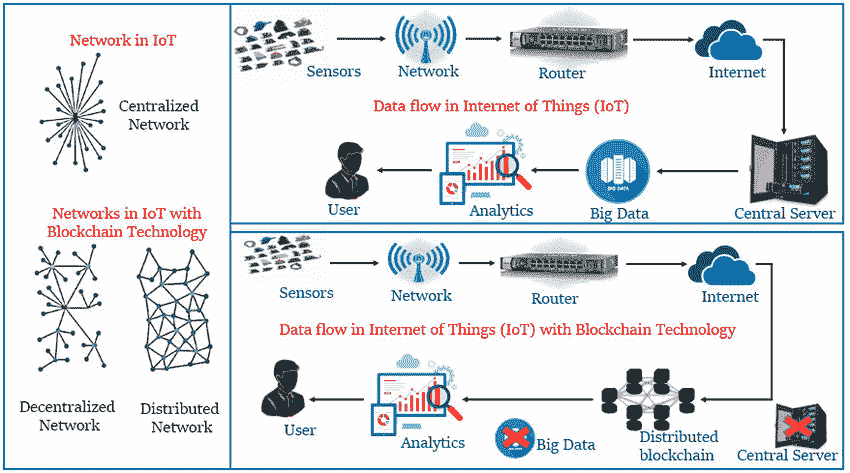 Network in IoT
Centralized
Network
Networks in IoT with
Blockchain Technology
Decentralized
Network
Distributed
Network
Sensors
Network
Router
Internet
Data flow in Internet of Things (IoT)
User
Analytics
BIG DATA
Big Data
Central Server
Sensors
Network
Router
Internet
Data flow in Internet of Things (IoT) with Blockchain Technology
User
Analytics
Big Data
Distributed
blockchain
Central Server